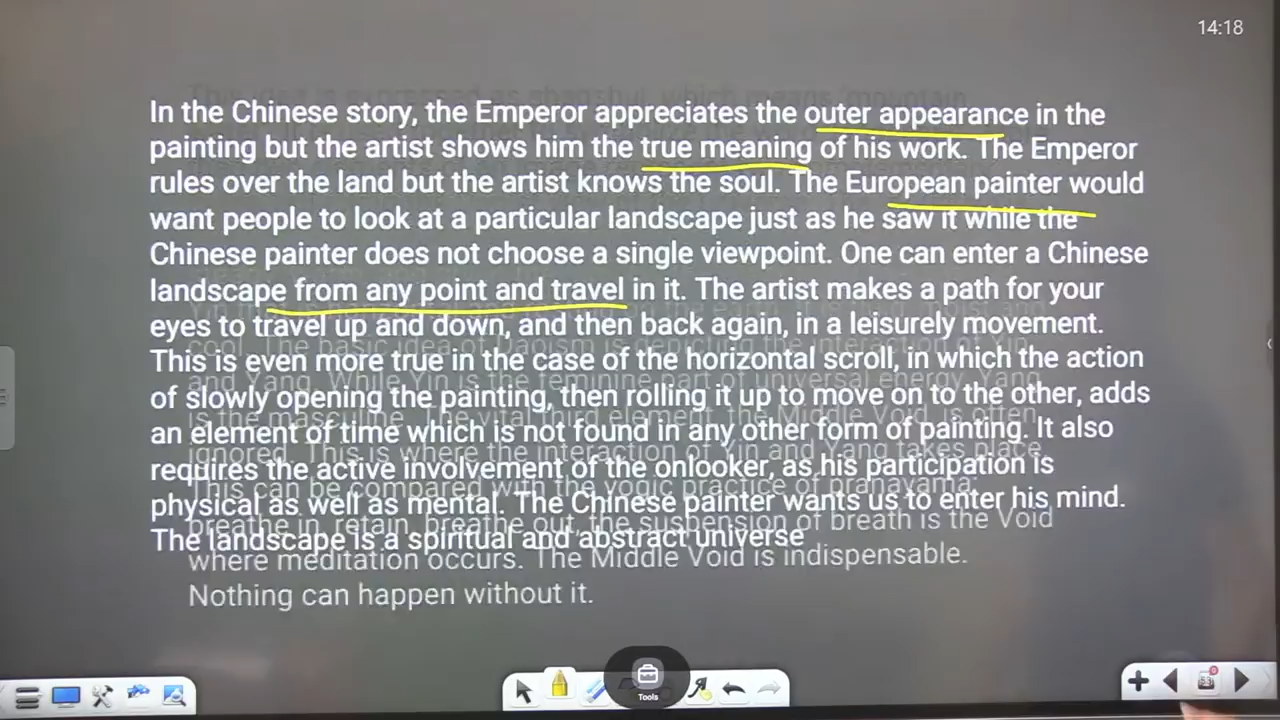 14:18
In the Chinese story, the Emperor appreciates the outer appearance in the
painting but the artist shows him the true meaning of his work. The Emperor
rules over the land but the artist knows the soul. The European painter would
want people to look at a particular landscape just as he saw it while the
Chinese painter does not choose a single viewpoint. One can enter a Chinese
landscape from any point and travel in it. The artist makes a path for your
eyes to travel up and down, and then back again, in a leisurely movement.
This is even more true in the case of the horizontal scroll, in which the action
of slowly opening the painting, then rolling it up to move on to the other, adds
an element of time which is not found in any other form of painting. It also
requires the active involvement of the onlooker, as his participation is
physical as well as mental. The Chinese painter wants us to enter his mind.
The landscape is a spiritual and abstract universe
cool. The basic idea of Daoism is depicting the interaction of Yin
and Yang. While Yin is the feminine part of universal energy, Yang
is the masculine. The vital third element, the Middle Void, is often
ignored. This is where the interaction of Yin and Yang takes place
This can be compared with the yogic practice of pranayama:
breathe in, retain, breathe out, the suspension of breath is the Void
where meditation occurs. The Middle Void is indispensable.
Nothing can happen without it.
Tools